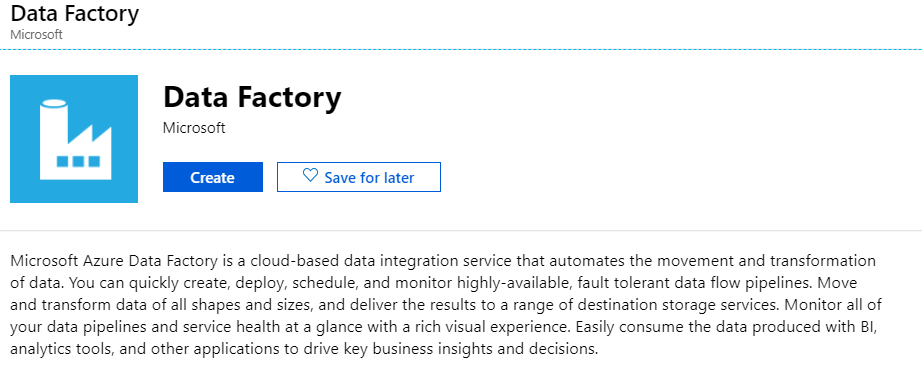 Data Factory
Microsoft
Data Factory
Microsoft
Create
Save for later
Microsoft Azure Data Factory is a cloud-based data integration service that automates the movement and transformation
of data. You can quickly create, deploy, schedule, and monitor highly-available, fault tolerant data flow pipelines. Move
and transform data of all shapes and sizes, and deliver the results to a range of destination storage services. Monitor all of
your data pipelines and service health at a glance with a rich visual experience. Easily consume the data produced with BI,
analytics tools, and other applications to drive key business insights and decisions.